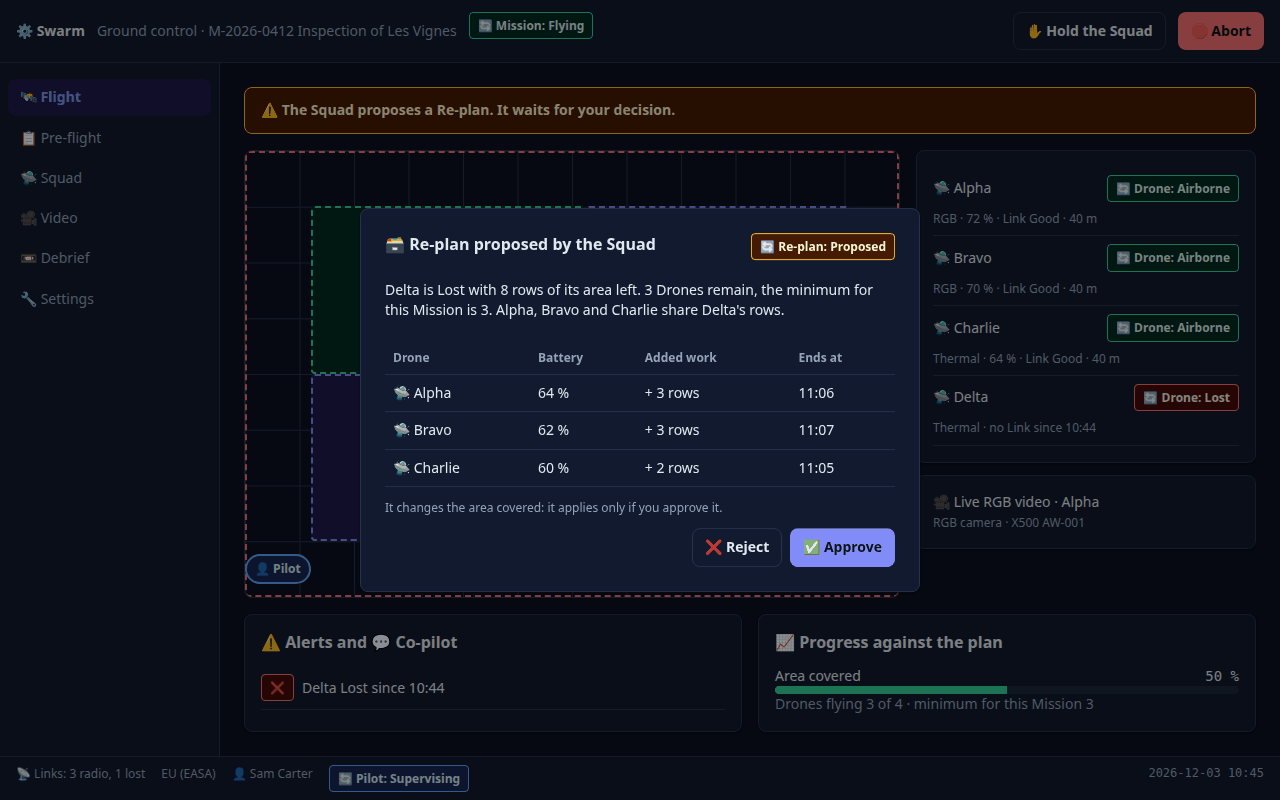 ⚙️ Swarm Ground control · M-2026-0412 Inspection of Les Vignes 🔄 Mission: Flying ✋ Hold the Squad 🛑 Abort
🛰️ Flight
📋 Pre-flight
🛸 Squad
🎥 Video
📼 Debrief
🔧 Settings
⚠️ The Squad proposes a Re-plan. It waits for your decision.
👤 Pilot
🗃️ Re-plan proposed by the Squad 🔄 Re-plan: Proposed
Delta is Lost with 8 rows of its area left. 3 Drones remain, the minimum for
this Mission is 3. Alpha, Bravo and Charlie share Delta's rows.
Drone Battery Added work Ends at
🛸 Alpha 64 % + 3 rows 11:06
🛸 Bravo 62 % + 3 rows 11:07
🛸 Charlie 60 % + 2 rows 11:05
It changes the area covered: it applies only if you approve it.
❌ Reject ✅ Approve
🛸 Alpha 🔄 Drone: Airborne
RGB · 72 % · Link Good · 40 m
🛸 Bravo 🔄 Drone: Airborne
RGB · 70 % · Link Good · 40 m
🛸 Charlie 🔄 Drone: Airborne
Thermal · 64 % · Link Good · 40 m
🛸 Delta 🔄 Drone: Lost
Thermal · no Link since 10:44
🎥 Live RGB video · Alpha
RGB camera · X500 AW-001
⚠️ Alerts and 💬 Co-pilot
❌ Delta Lost since 10:44
📈 Progress against the plan
Area covered 50 %
Drones flying 3 of 4 · minimum for this Mission 3
📡 Links: 3 radio, 1 lost EU (EASA) 👤 Sam Carter 🔄 Pilot: Supervising 2026-12-03 10:45